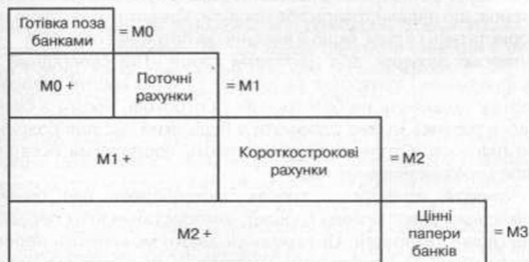 Готівка поза
банками
= M0
M0 +
Поточні
рахунки
= M1
M1 +
Короткострокові
рахунки
= M2
M2 +
Цінні
папери
банків
= M3